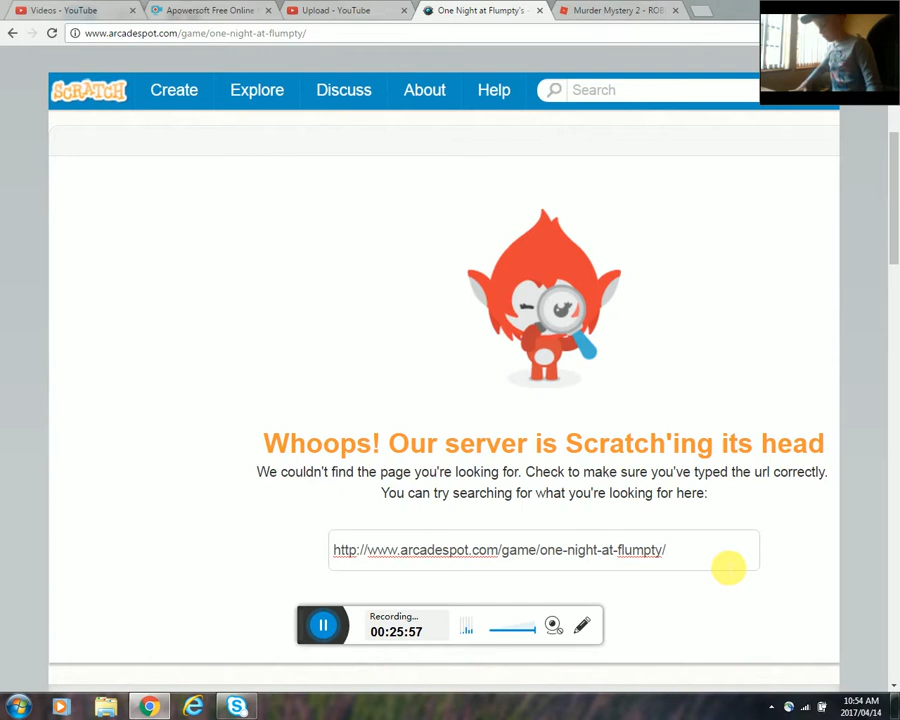 Videos - YouTube
Apowersoft Free Online
Upload - YouTube
One Night at Flumpty's -
Murder Mystery 2 - ROB
www.arcadespot.com/game/one-night-at-flumpty/
SCRATCH
Create
Explore
Discuss
About
Help
Search
Whoops! Our server is Scratch'ing its head
We couldn't find the page you're looking for. Check to make sure you've typed the url correctly.
You can try searching for what you're looking for here:
http://www.arcadespot.com/game/one-night-at-flumpty/
Recording...
00:25:57
10:54 AM
2017/04/14